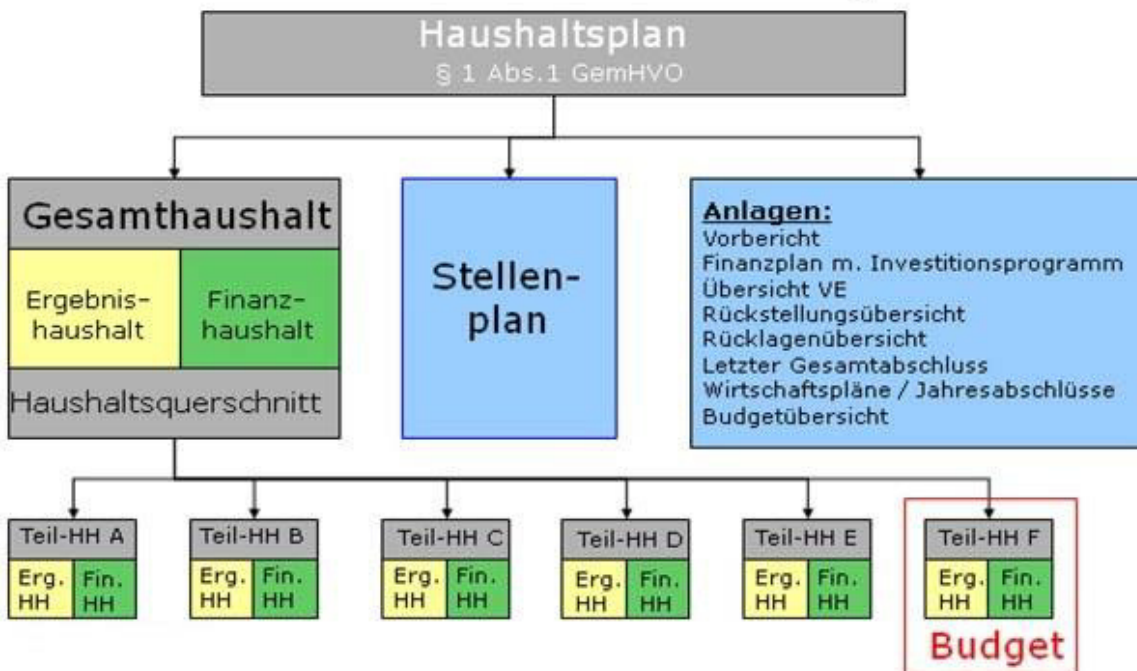 Haushaltsplan
§ 1 Abs.1 GemHVO
Gesamthaushalt
Ergebnis-
haushalt
Finanz-
haushalt
Haushaltsquerschnitt
Stellen-
plan
Anlagen:
Vorbericht
Finanzplan m. Investitionsprogramm
Übersicht VE
Rückstellungsübersicht
Rücklagenübersicht
Letzter Gesamtabschluss
Wirtschaftspläne / Jahresabschlüsse
Budgetübersicht
Teil-HH A
Erg.
HH
Fin.
HH
Teil-HH B
Erg.
HH
Fin.
HH
Teil-HH C
Erg.
HH
Fin.
HH
Teil-HH D
Erg.
HH
Fin.
HH
Teil-HH E
Erg.
HH
Fin.
HH
Teil-HH F
Erg.
HH
Fin.
HH
Budget